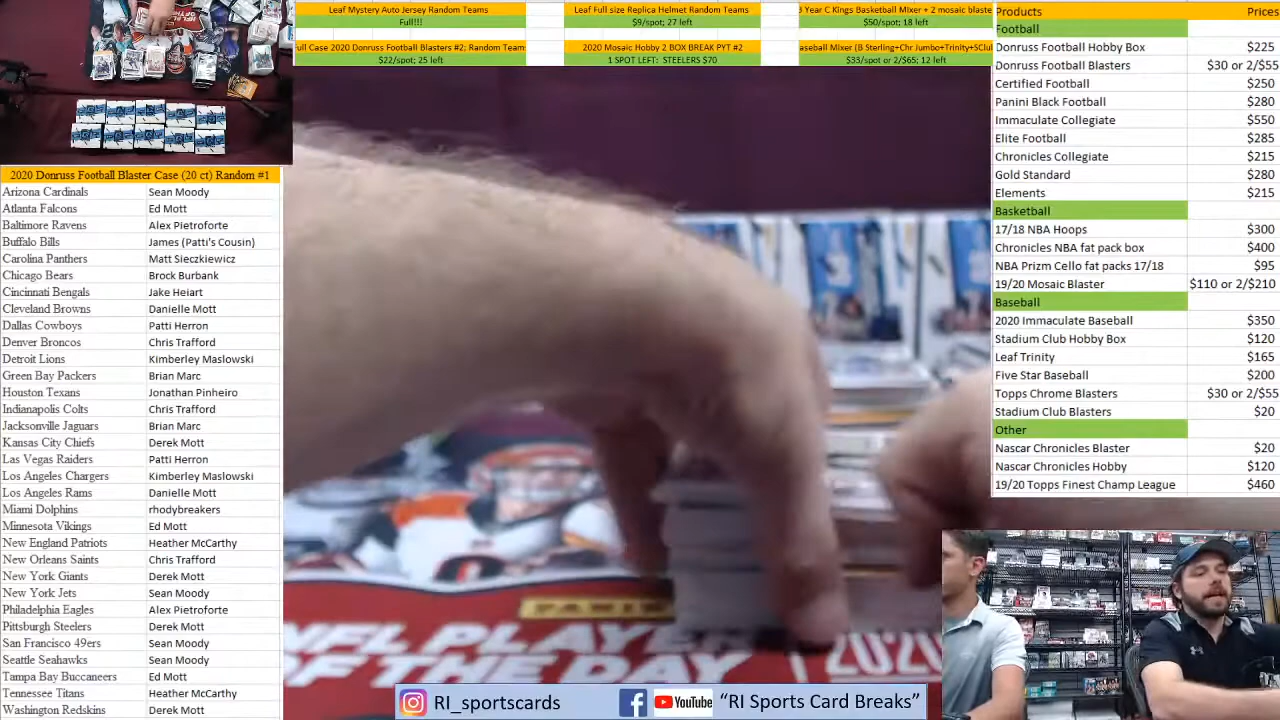 Leaf Mystery Auto Jersey Random Teams
Full!!!
Leaf Full size Replica Helmet Random Teams
$9/spot; 27 left
3 Year C Kings Basketball Mixer + 2 mosaic blaste
$50/spot; 18 left
ull Case 2020 Donruss Football Blasters #2; Random Team
$22/spot; 25 left
2020 Mosaic Hobby 2 BOX BREAK PYT #2
1 SPOT LEFT: STEELERS $70
aseball Mixer (B Sterling+Chr Jumbo+Trinity+SClu
$33/spot or 2/$65; 12 left
2020 Donruss Football Blaster Case (20 ct) Random #1
Arizona Cardinals Sean Moody
Atlanta Falcons Ed Mott
Baltimore Ravens Alex Pietroforte
Buffalo Bills James (Patti's Cousin)
Carolina Panthers Matt Sieczkiewicz
Chicago Bears Brock Burbank
Cincinnati Bengals Jake Heiart
Cleveland Browns Danielle Mott
Dallas Cowboys Patti Herron
Denver Broncos Chris Trafford
Detroit Lions Kimberley Maslowski
Green Bay Packers Brian Marc
Houston Texans Jonathan Pinheiro
Indianapolis Colts Chris Trafford
Jacksonville Jaguars Brian Marc
Kansas City Chiefs Derek Mott
Las Vegas Raiders Patti Herron
Los Angeles Chargers Kimberley Maslowski
Los Angeles Rams Danielle Mott
Miami Dolphins rhodybreakers
Minnesota Vikings Ed Mott
New England Patriots Heather McCarthy
New Orleans Saints Chris Trafford
New York Giants Derek Mott
New York Jets Sean Moody
Philadelphia Eagles Alex Pietroforte
Pittsburgh Steelers Derek Mott
San Francisco 49ers Sean Moody
Seattle Seahawks Sean Moody
Tampa Bay Buccaneers Ed Mott
Tennessee Titans Heather McCarthy
Washington Redskins Derek Mott
Products Prices
Football
Donruss Football Hobby Box $225
Donruss Football Blasters $30 or 2/$55
Certified Football $250
Panini Black Football $280
Immaculate Collegiate $550
Elite Football $285
Chronicles Collegiate $215
Gold Standard $280
Elements $215
Basketball
17/18 NBA Hoops $300
Chronicles NBA fat pack box $400
NBA Prizm Cello fat packs 17/18 $95
19/20 Mosaic Blaster $110 or 2/$210
Baseball
2020 Immaculate Baseball $350
Stadium Club Hobby Box $120
Leaf Trinity $165
Five Star Baseball $200
Topps Chrome Blasters $30 or 2/$55
Stadium Club Blasters $20
Other
Nascar Chronicles Blaster $20
Nascar Chronicles Hobby $120
19/20 Topps Finest Champ League $460
PANINI
PLAYER
OF THE DAY 2020
RI_sportscards
YouTube "RI Sports Card Breaks"